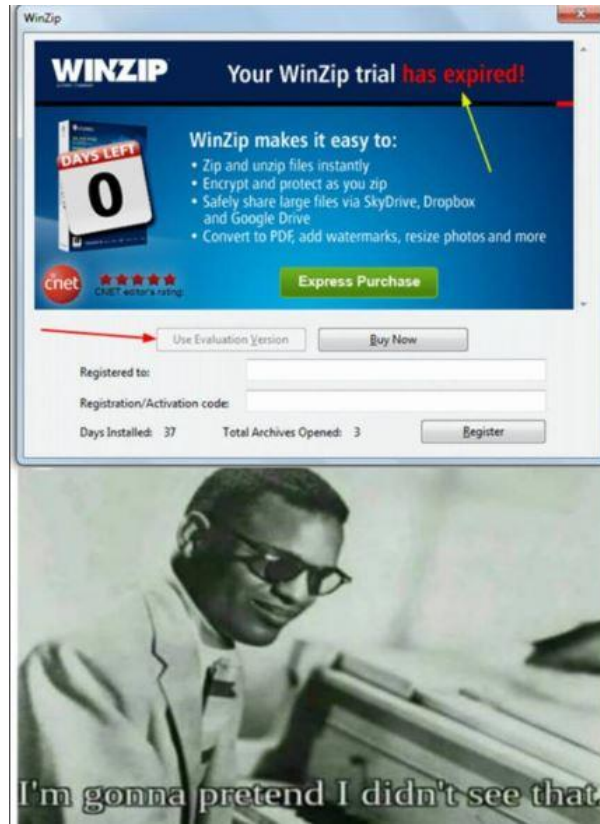 WinZip
WINZIP
Your WinZip trial has expired!
DAYS LEFT
0
WinZip makes it easy to:
• Zip and unzip files instantly
• Encrypt and protect as you zip
• Safely share large files via SkyDrive, Dropbox
and Google Drive
• Convert to PDF, add watermarks, resize photos and more
cnet
CNET editor's rating
Express Purchase
Use Evaluation Version
Buy Now
Registered to:
Registration/Activation code:
Days Installed: 37 Total Archives Opened: 3
Register
I'm gonna pretend I didn't see that.